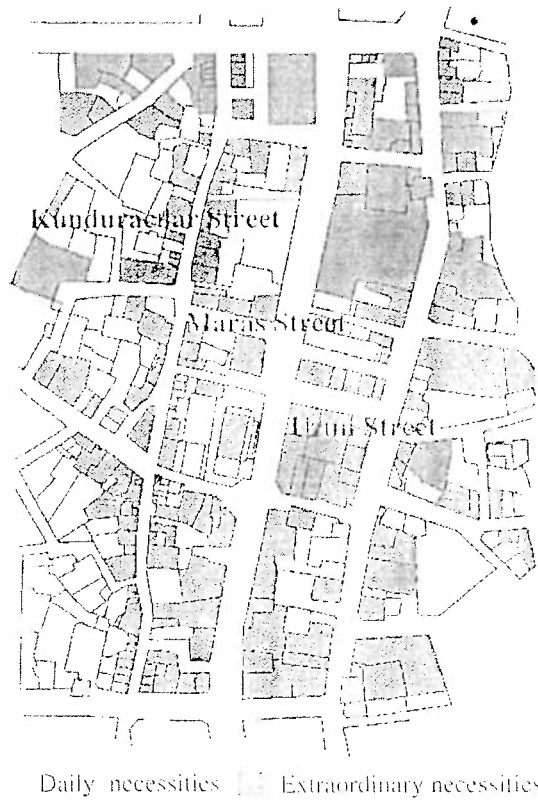 Kunduracılar Street
Maraş Street
Uzun Street
Daily necessities
Extraordinary necessities